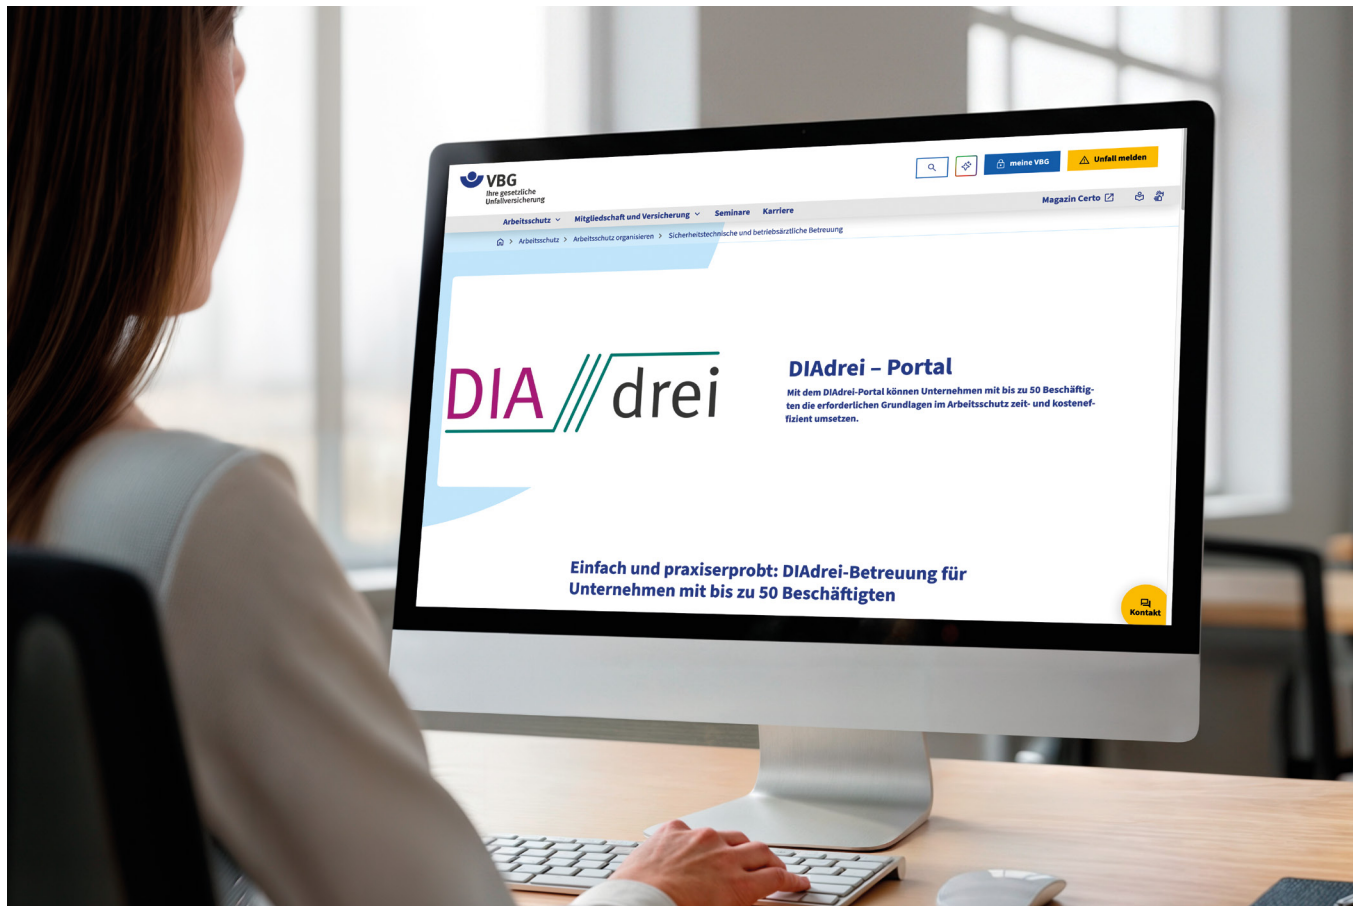 VBG
Ihre gesetzliche
Unfallversicherung
meine VBG
Unfall melden
Arbeitsschutz
Mitgliedschaft und Versicherung
Seminare
Karriere
Magazin Certo
Arbeitsschutz > Arbeitsschutz organisieren > Sicherheitstechnische und betriebsärztliche Betreuung
DIA drei
DIAdrei – Portal
Mit dem DIAdrei-Portal können Unternehmen mit bis zu 50 Beschäftig-
ten die erforderlichen Grundlagen im Arbeitsschutz zeit- und kostenef-
fizient umsetzen.
Einfach und praxiserprobt: DIAdrei-Betreuung für
Unternehmen mit bis zu 50 Beschäftigten
Kontakt